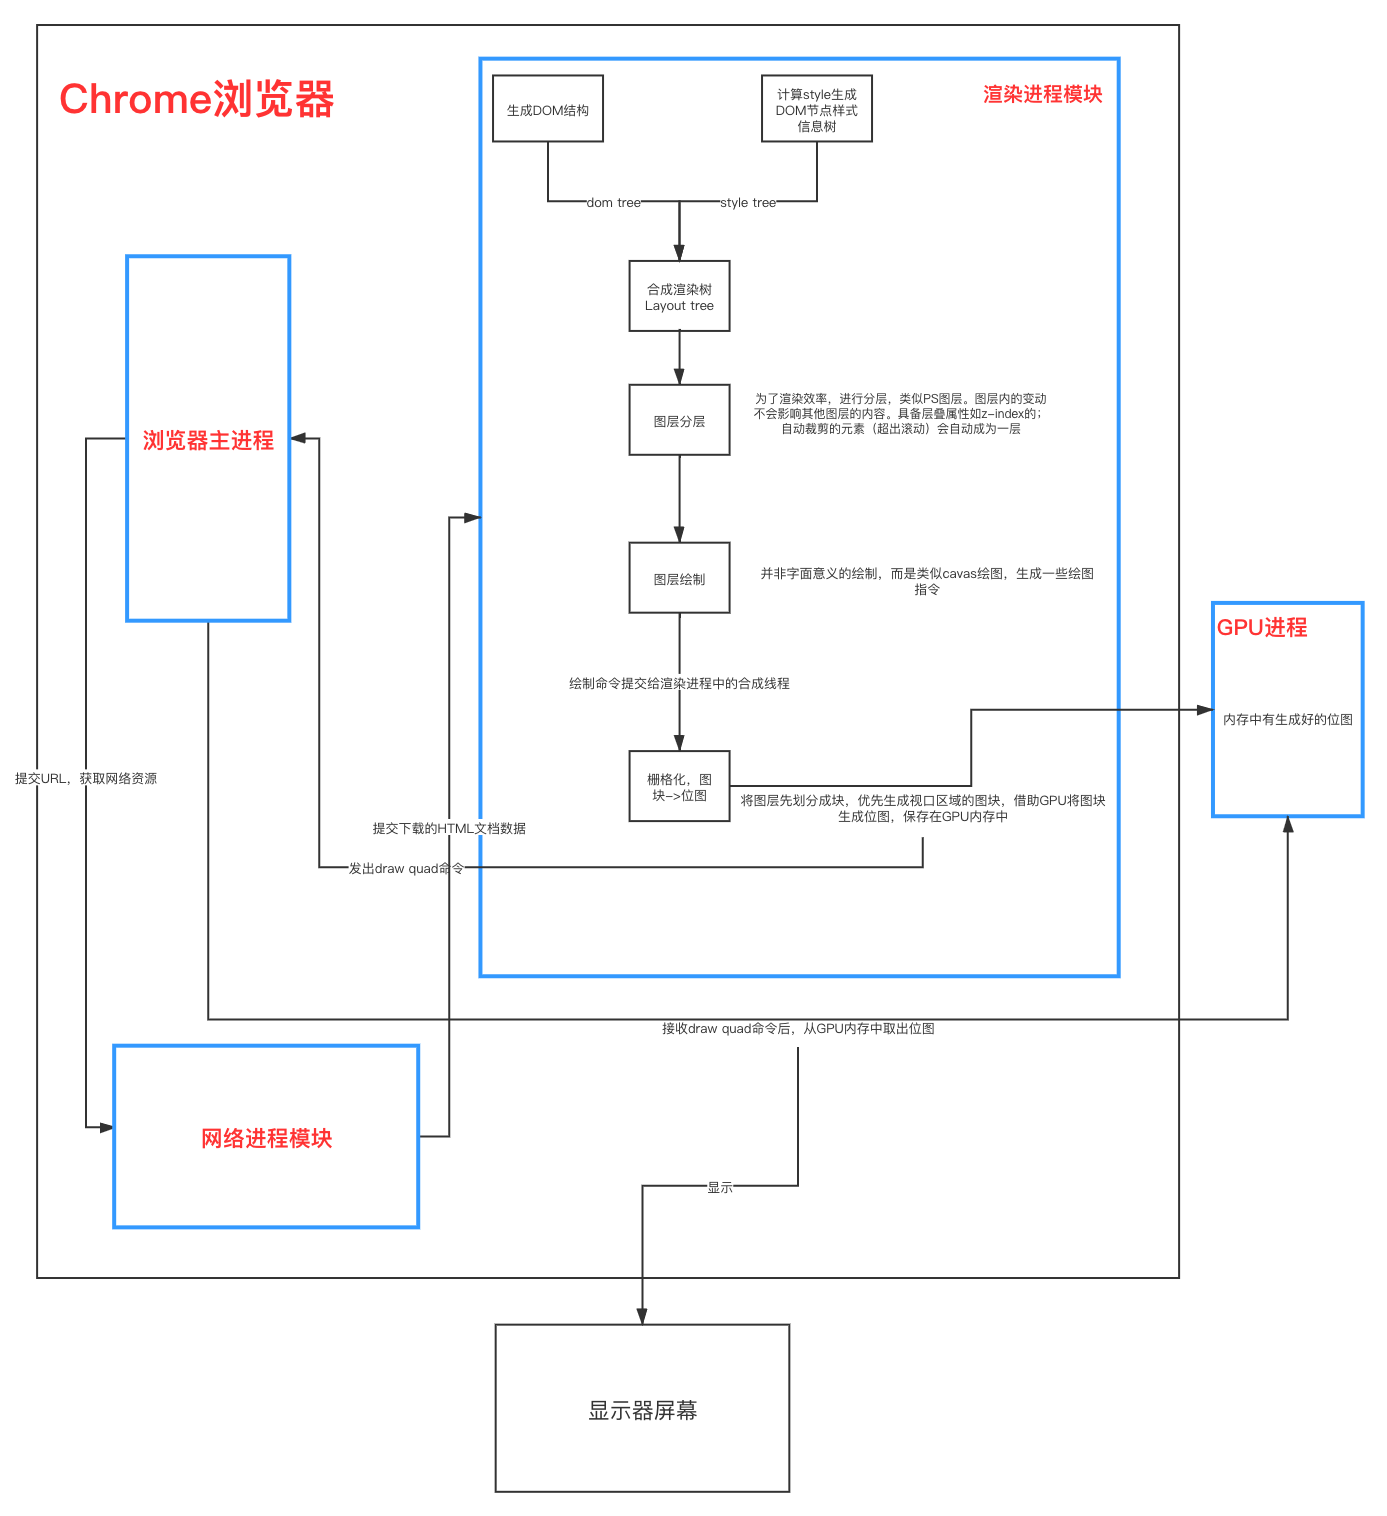 Chrome浏览器
渲染进程模块
生成DOM结构
计算style生成
DOM节点样式
信息树
dom tree
style tree
合成渲染树
Layout tree
图层分层
为了渲染效率，进行分层，类似PS图层。图层内的变动
不会影响其他图层的内容。具备层叠属性如z-index的；
自动裁剪的元素（超出滚动）会自动成为一层
浏览器主进程
图层绘制
并非字面意义的绘制，而是类似cavas绘图，生成一些绘图
指令
GPU进程
内存中有生成好的位图
绘制命令提交给渲染进程中的合成线程
栅格化，图
块->位图
将图层先划分成块，优先生成视口区域的图块，借助GPU将图块
生成位图，保存在GPU内存中
提交URL，获取网络资源
提交下载的HTML文档数据
发出draw quad命令
接收draw quad命令后，从GPU内存中取出位图
网络进程模块
显示
显示器屏幕